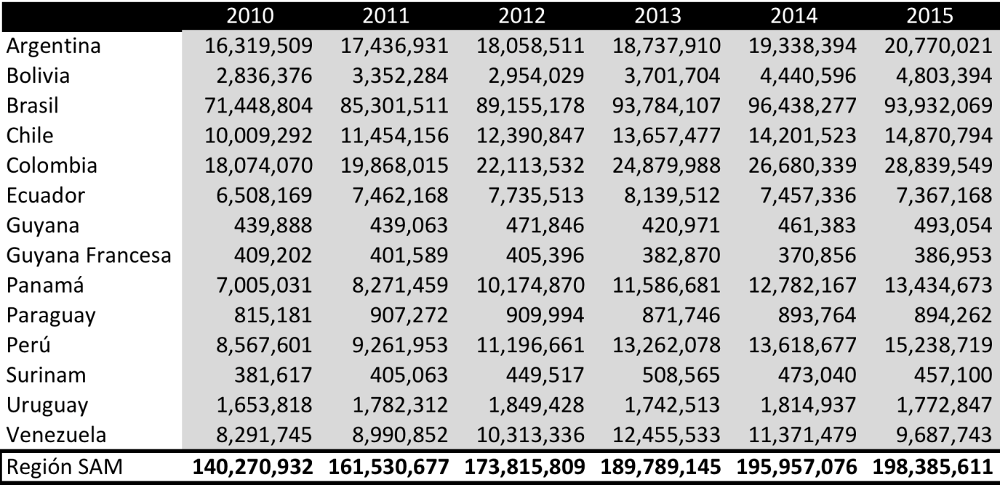 2010 2011 2012 2013 2014 2015
Argentina 16,319,509 17,436,931 18,058,511 18,737,910 19,338,394 20,770,021
Bolivia 2,836,376 3,352,284 2,954,029 3,701,704 4,440,596 4,803,394
Brasil 71,448,804 85,301,511 89,155,178 93,784,107 96,438,277 93,932,069
Chile 10,009,292 11,454,156 12,390,847 13,657,477 14,201,523 14,870,794
Colombia 18,074,070 19,868,015 22,113,532 24,879,988 26,680,339 28,839,549
Ecuador 6,508,169 7,462,168 7,735,513 8,139,512 7,457,336 7,367,168
Guyana 439,888 439,063 471,846 420,971 461,383 493,054
Guyana Francesa 409,202 401,589 405,396 382,870 370,856 386,953
Panamá 7,005,031 8,271,459 10,174,870 11,586,681 12,782,167 13,434,673
Paraguay 815,181 907,272 909,994 871,746 893,764 894,262
Perú 8,567,601 9,261,953 11,196,661 13,262,078 13,618,677 15,238,719
Surinam 381,617 405,063 449,517 508,565 473,040 457,100
Uruguay 1,653,818 1,782,312 1,849,428 1,742,513 1,814,937 1,772,847
Venezuela 8,291,745 8,990,852 10,313,336 12,455,533 11,371,479 9,687,743
Región SAM 140,270,932 161,530,677 173,815,809 189,789,145 195,957,076 198,385,611